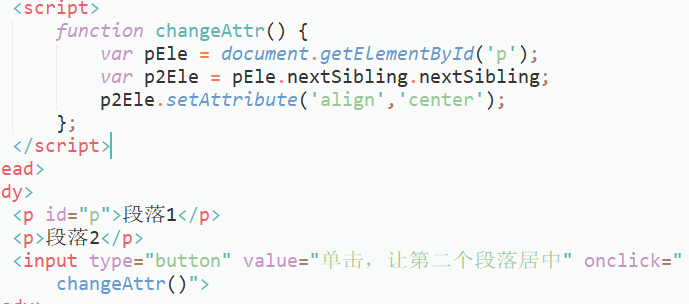 <script>
function changeAttr() {
var pEle = document.getElementById('p');
var p2Ele = pEle.nextSibling.nextSibling;
p2Ele.setAttribute('align','center');
};
</script>
ead>
dy>
<p id="p">段落1</p>
<p>段落2</p>
<input type="button" value="单击，让第二个段落居中" onclick="
changeAttr()">